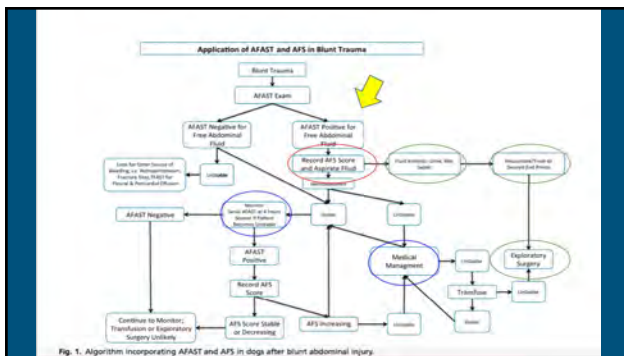 Application of AFAST and AFS in Blunt Trauma
Blunt Trauma
AFAST Exam
AFAST Negative for
Free Abdominal
Fluid
AFAST Positive for
Free Abdominal
Fluid
Record AFS Score
and Aspirate Fluid
Unstable
Stable
Unstable
AFAST Negative
AFAST
Positive
Record AFS
Score
AFS Score Stable
or Decreasing
AFS Increasing
Unstable
Continue to Monitor;
Transfusion or Exploratory
Surgery Unlikely
Medical
Managment
Unstable
Transfuse
Unstable
Stable
Exploratory
Surgery
Fig. 1. Algorithm incorporating AFAST and AFS in dogs after blunt abdominal injury.